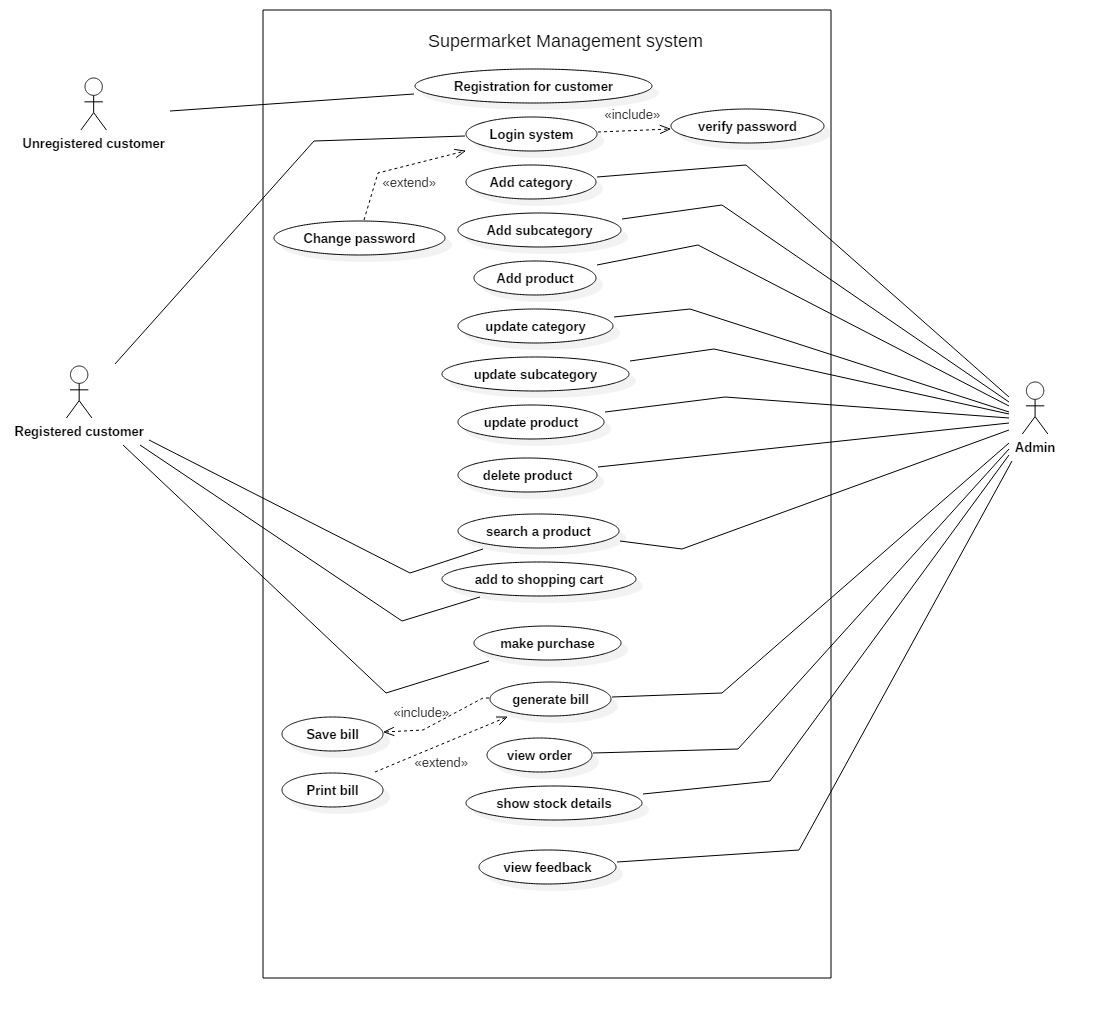 Supermarket Management system
Registration for customer
Unregistered customer
Login system
«include»
verify password
«extend»
Add category
Change password
Add subcategory
Add product
update category
update subcategory
Registered customer
update product
Admin
delete product
search a product
add to shopping cart
make purchase
generate bill
«include»
Save bill
view order
«extend»
Print bill
show stock details
view feedback